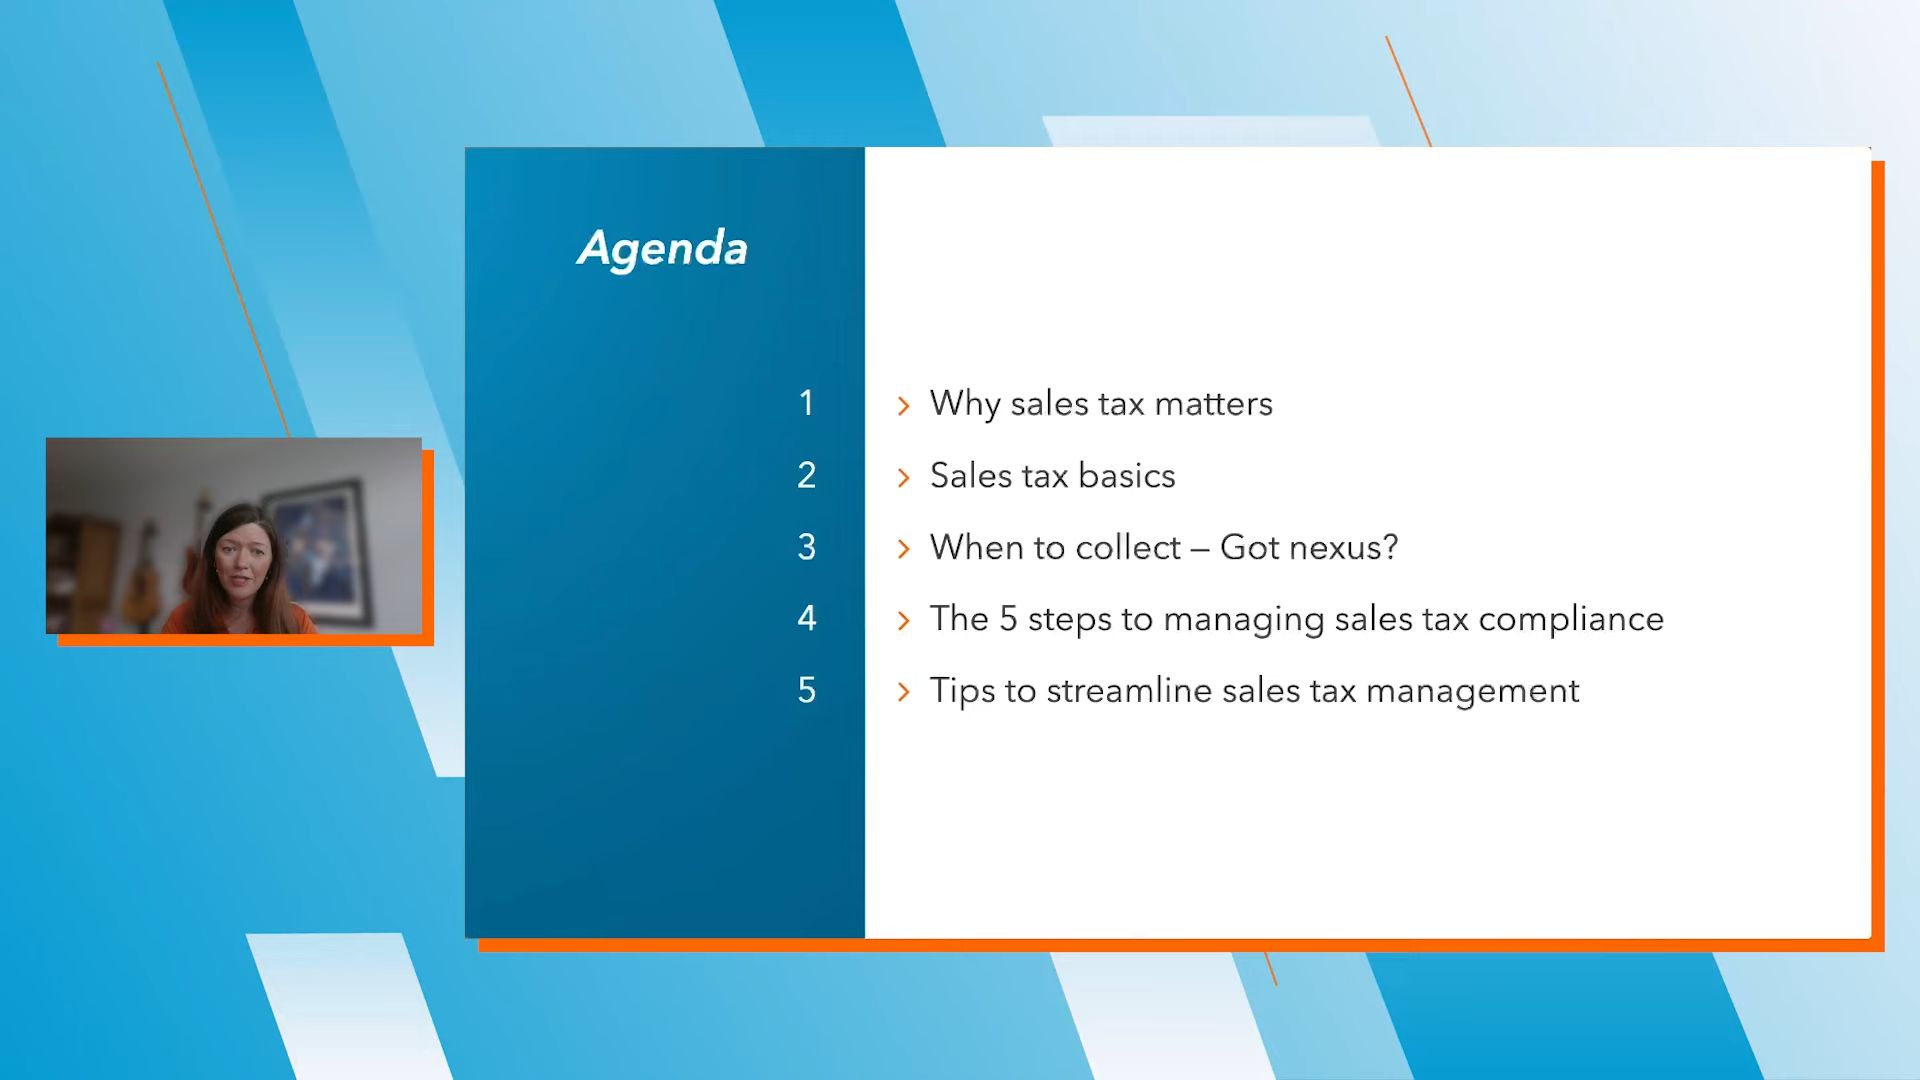 Agenda
1 Why sales tax matters
2 Sales tax basics
3 When to collect – Got nexus?
4 The 5 steps to managing sales tax compliance
5 Tips to streamline sales tax management